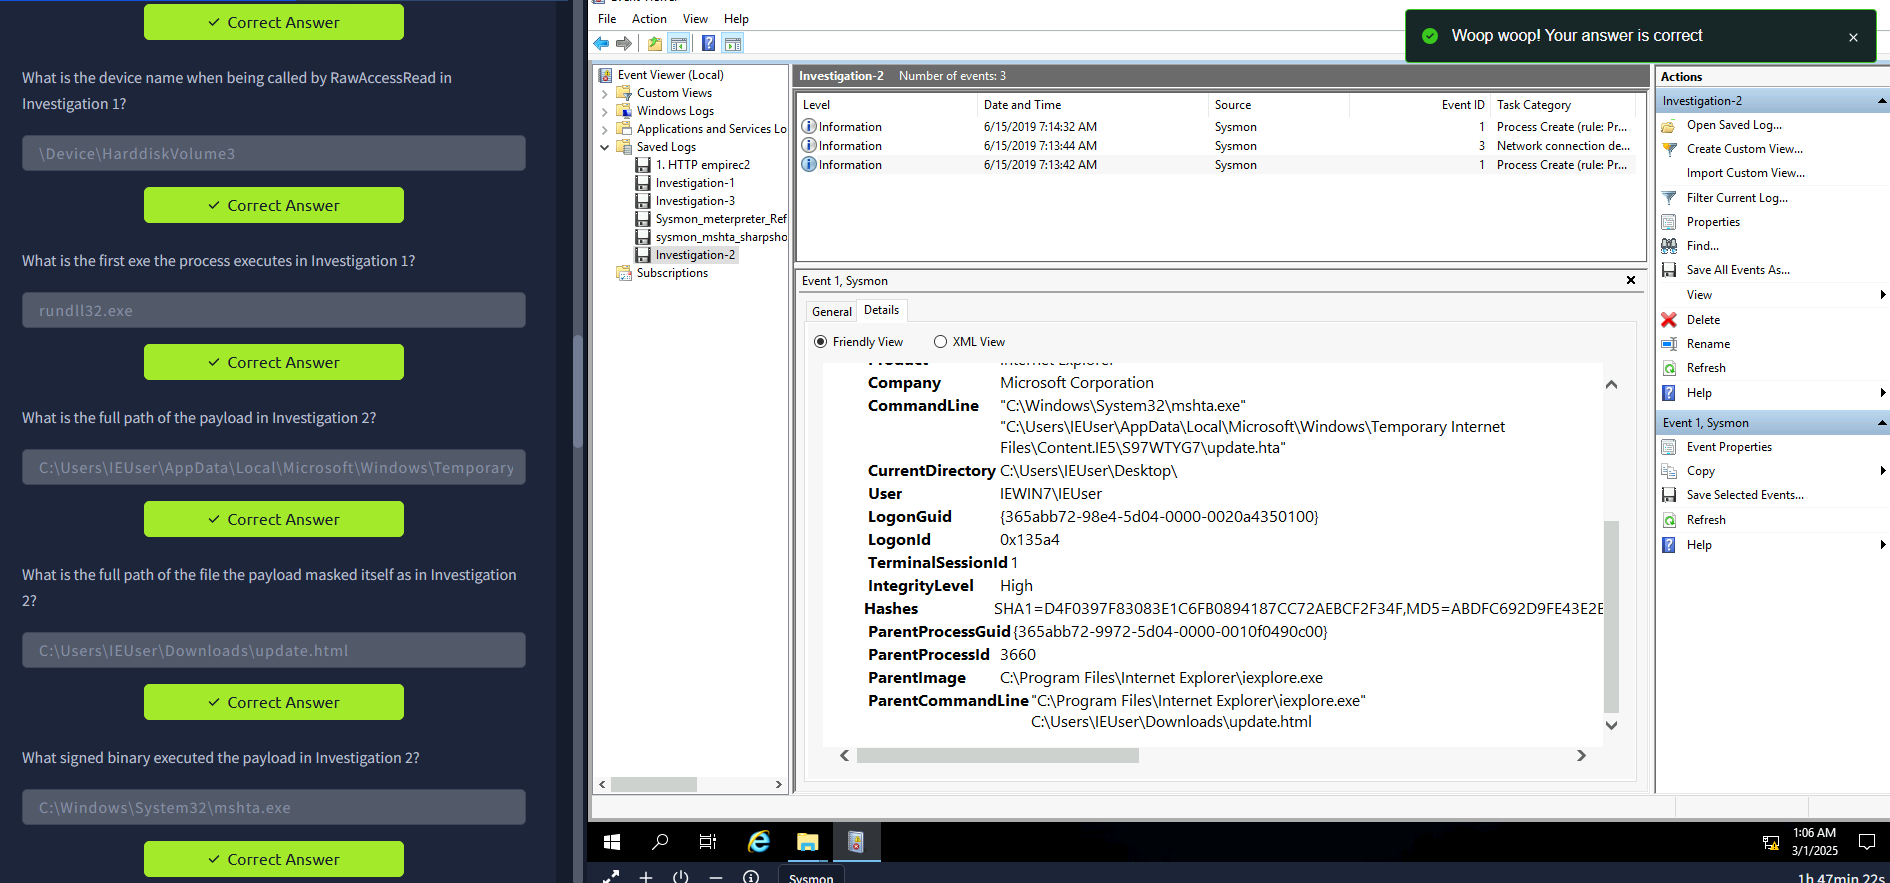 Correct Answer
What is the device name when being called by RawAccessRead in
Investigation 1?
\Device\HarddiskVolume3
Correct Answer
What is the first exe the process executes in Investigation 1?
rundll32.exe
Correct Answer
What is the full path of the payload in Investigation 2?
C:\Users\IEUser\AppData\Local\Microsoft\Windows\Temporary
Correct Answer
What is the full path of the file the payload masked itself as in Investigation
2?
C:\Users\IEUser\Downloads\update.html
Correct Answer
What signed binary executed the payload in Investigation 2?
C:\Windows\System32\mshta.exe
Correct Answer
File Action View Help
Woop woop! Your answer is correct
Event Viewer (Local)
Custom Views
Windows Logs
Applications and Services Lo
Saved Logs
1. HTTP empirec2
Investigation-1
Investigation-3
Sysmon_meterpreter_Ref
sysmon_mshta_sharpsho
Investigation-2
Subscriptions
Investigation-2 Number of events: 3
Level Date and Time Source Event ID Task Category
Information 6/15/2019 7:14:32 AM Sysmon 1 Process Create (rule: Pr...
Information 6/15/2019 7:13:44 AM Sysmon 3 Network connection de...
Information 6/15/2019 7:13:42 AM Sysmon 1 Process Create (rule: Pr...
Event 1, Sysmon
General Details
Friendly View XML View
Product Internet Explorer
Company Microsoft Corporation
CommandLine "C:\Windows\System32\mshta.exe"
"C:\Users\IEUser\AppData\Local\Microsoft\Windows\Temporary Internet
Files\Content.IE5\S97WTYG7\update.hta"
CurrentDirectory C:\Users\IEUser\Desktop\
User IEWIN7\IEUser
LogonGuid {365abb72-98e4-5d04-0000-0020a4350100}
LogonId 0x135a4
TerminalSessionId 1
IntegrityLevel High
Hashes SHA1=D4F0397F83083E1C6FB0894187CC72AEBCF2F34F,MD5=ABDFC692D9FE43E2E
ParentProcessGuid {365abb72-9972-5d04-0000-0010f0490c00}
ParentProcessId 3660
ParentImage C:\Program Files\Internet Explorer\iexplore.exe
ParentCommandLine "C:\Program Files\Internet Explorer\iexplore.exe"
C:\Users\IEUser\Downloads\update.html
Actions
Investigation-2
Open Saved Log...
Create Custom View...
Import Custom View...
Filter Current Log...
Properties
Find...
Save All Events As...
View
Delete
Rename
Refresh
Help
Event 1, Sysmon
Event Properties
Copy
Save Selected Events...
Refresh
Help
1:06 AM
3/1/2025
Sysmon
1h 47min 22s